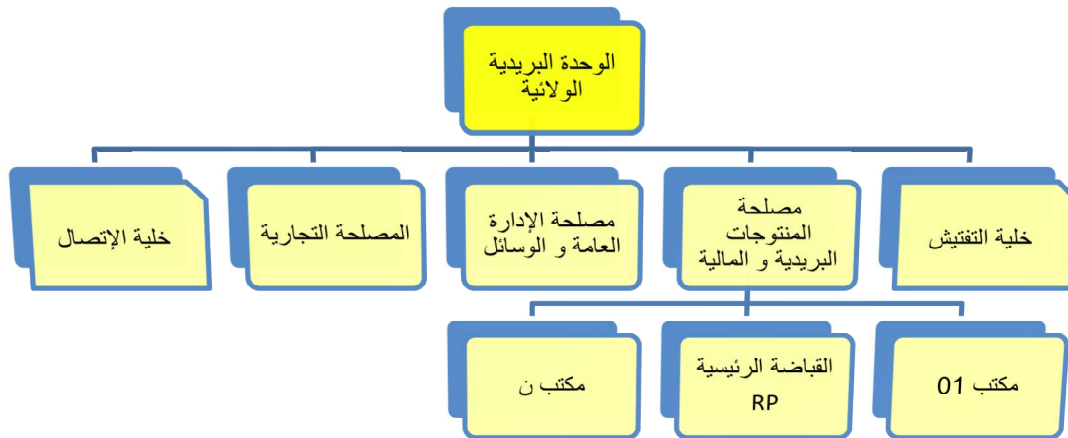 الوحدة البريدية
الولائية
خلية التفتيش
مصلحة
المنتوجات
البريدية و المالية
مصلحة الإدارة
العامة و الوسائل
المصلحة التجارية
خلية الإتصال
مكتب 01
القباضة الرئيسية
RP
مكتب ن